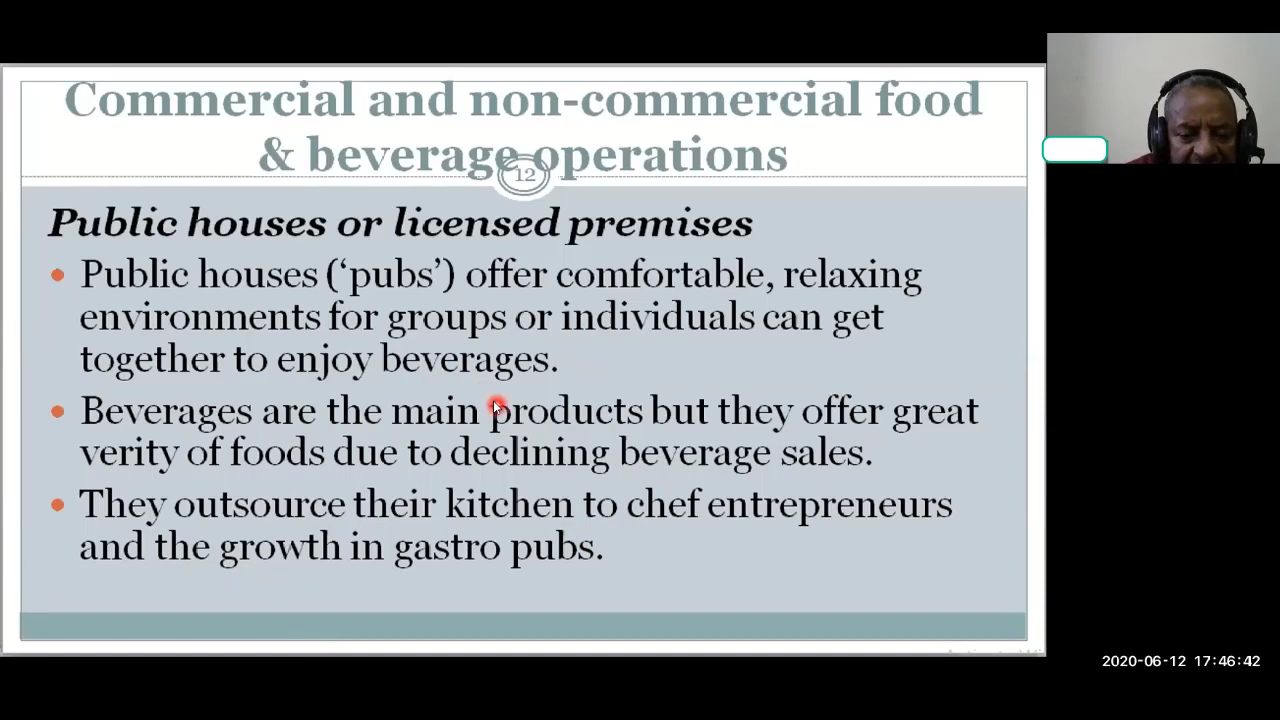 Commercial and non-commercial food
& beverage operations
12
Public houses or licensed premises
Public houses (‘pubs’) offer comfortable, relaxing
environments for groups or individuals can get
together to enjoy beverages.
Beverages are the main products but they offer great
verity of foods due to declining beverage sales.
They outsource their kitchen to chef entrepreneurs
and the growth in gastro pubs.
2020-06-12 17:46:42